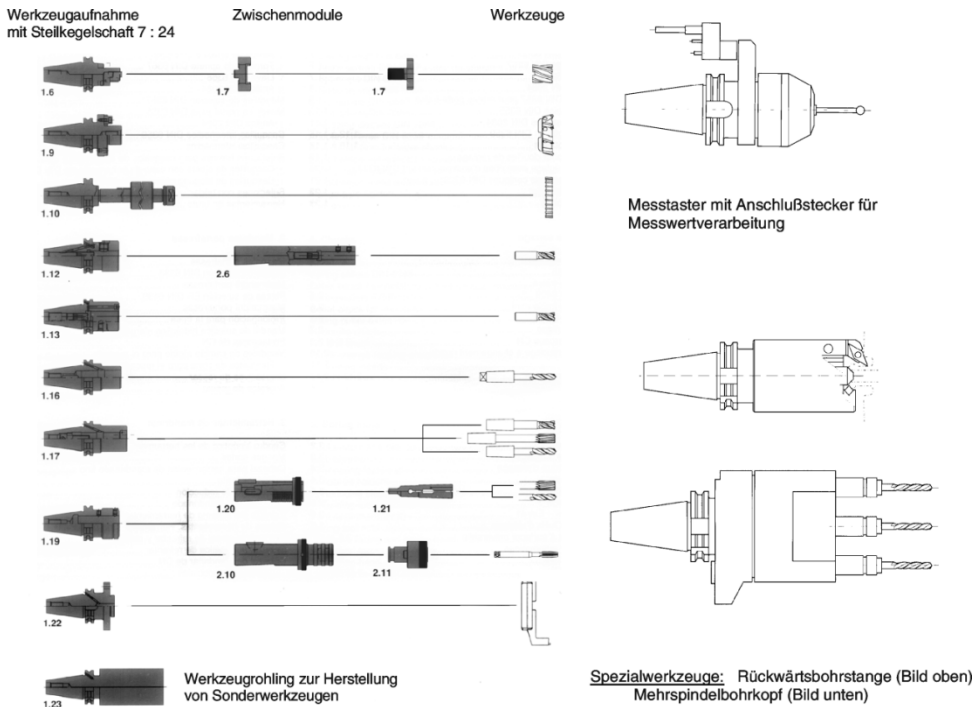 Werkzeugaufnahme
mit Steilkegelschaft 7 : 24
Zwischenmodule
Werkzeuge
1.6
1.7
1.7
1.9
1.10
1.12
2.6
1.13
1.16
1.17
1.19
1.20
1.21
2.10
2.11
1.22
1.23
Werkzeugrohling zur Herstellung
von Sonderwerkzeugen
Messtaster mit Anschlußstecker für
Messwertverarbeitung
Spezialwerkzeuge: Rückwärtsbohrstange (Bild oben)
Mehrspindelbohrkopf (Bild unten)